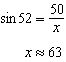 sin 52 = 50/x
x ≈ 63